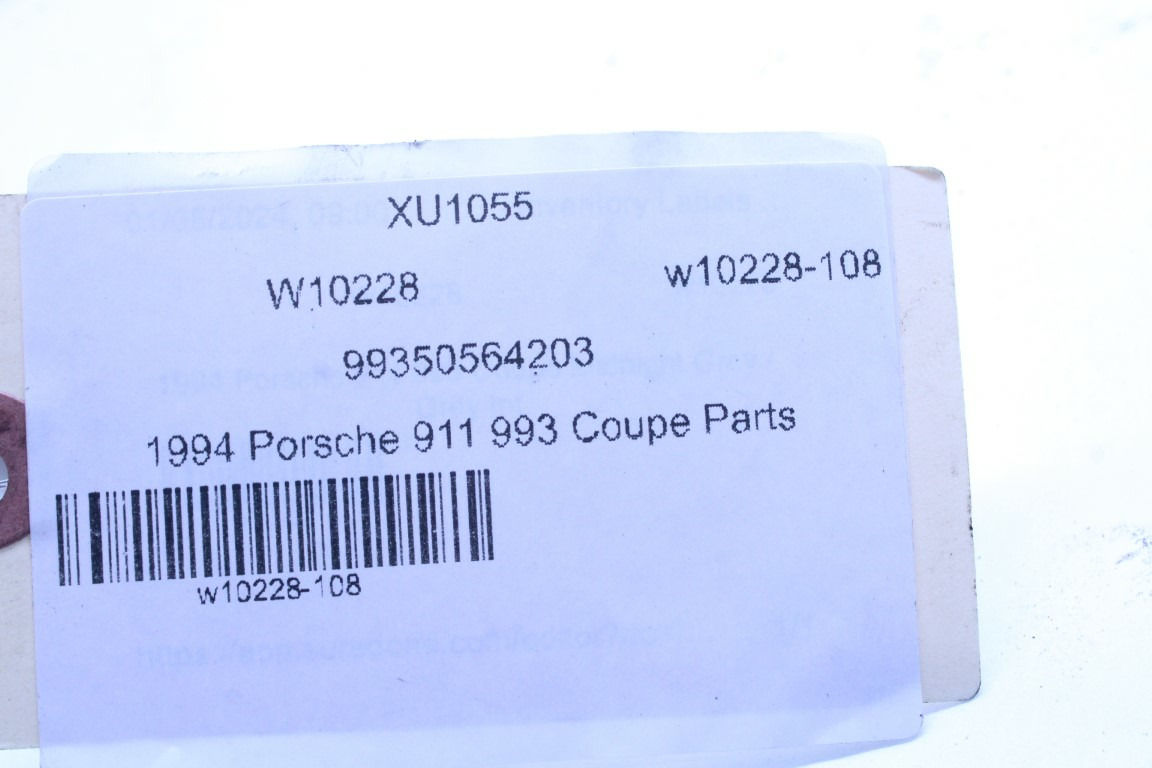 XU1055
W10228 w10228-108
99350564203
1994 Porsche 911 993 Coupe Parts
w10228-108